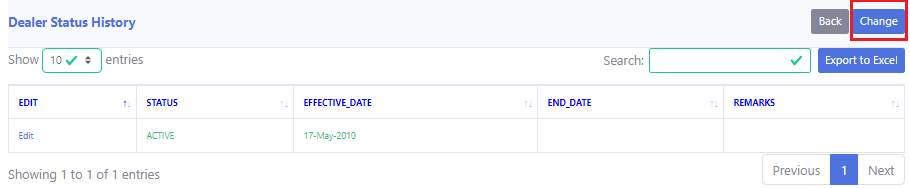 Dealer Status History Back Change
Show 10 entries Search: Export to Excel
EDIT STATUS EFFECTIVE_DATE END_DATE REMARKS
Edit ACTIVE 17-May-2010
Showing 1 to 1 of 1 entries Previous 1 Next